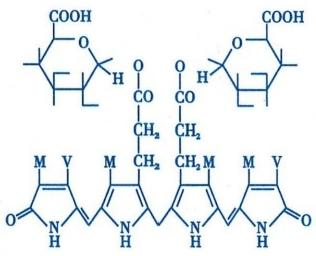 COOH COOH
O O
H O O H
CO CO
CH₂ CH₂
M V M CH₂ CH₂ M M V
O N N N N O
H H H H